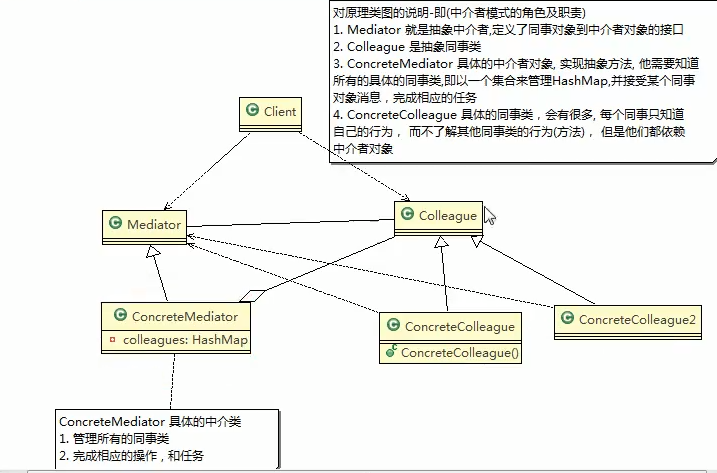 对原理类图的说明-即(中介者模式的角色及职责)
1. Mediator 就是抽象中介者,定义了同事对象到中介者对象的接口
2. Colleague 是抽象同事类
3. ConcreteMediator 具体的中介者对象, 实现抽象方法, 他需要知道
所有的具体的同事类,即以一个集合来管理HashMap,并接受某个同事
对象消息，完成相应的任务
4. ConcreteColleague 具体的同事类，会有很多, 每个同事只知道
自己的行为， 而不了解其他同事类的行为(方法)， 但是他们都依赖
中介者对象
C Client
C Mediator
C Colleague
C ConcreteMediator
colleagues: HashMap
C ConcreteColleague
C ConcreteColleague()
C ConcreteColleague2
ConcreteMediator 具体的中介类
1. 管理所有的同事类
2. 完成相应的操作，和任务